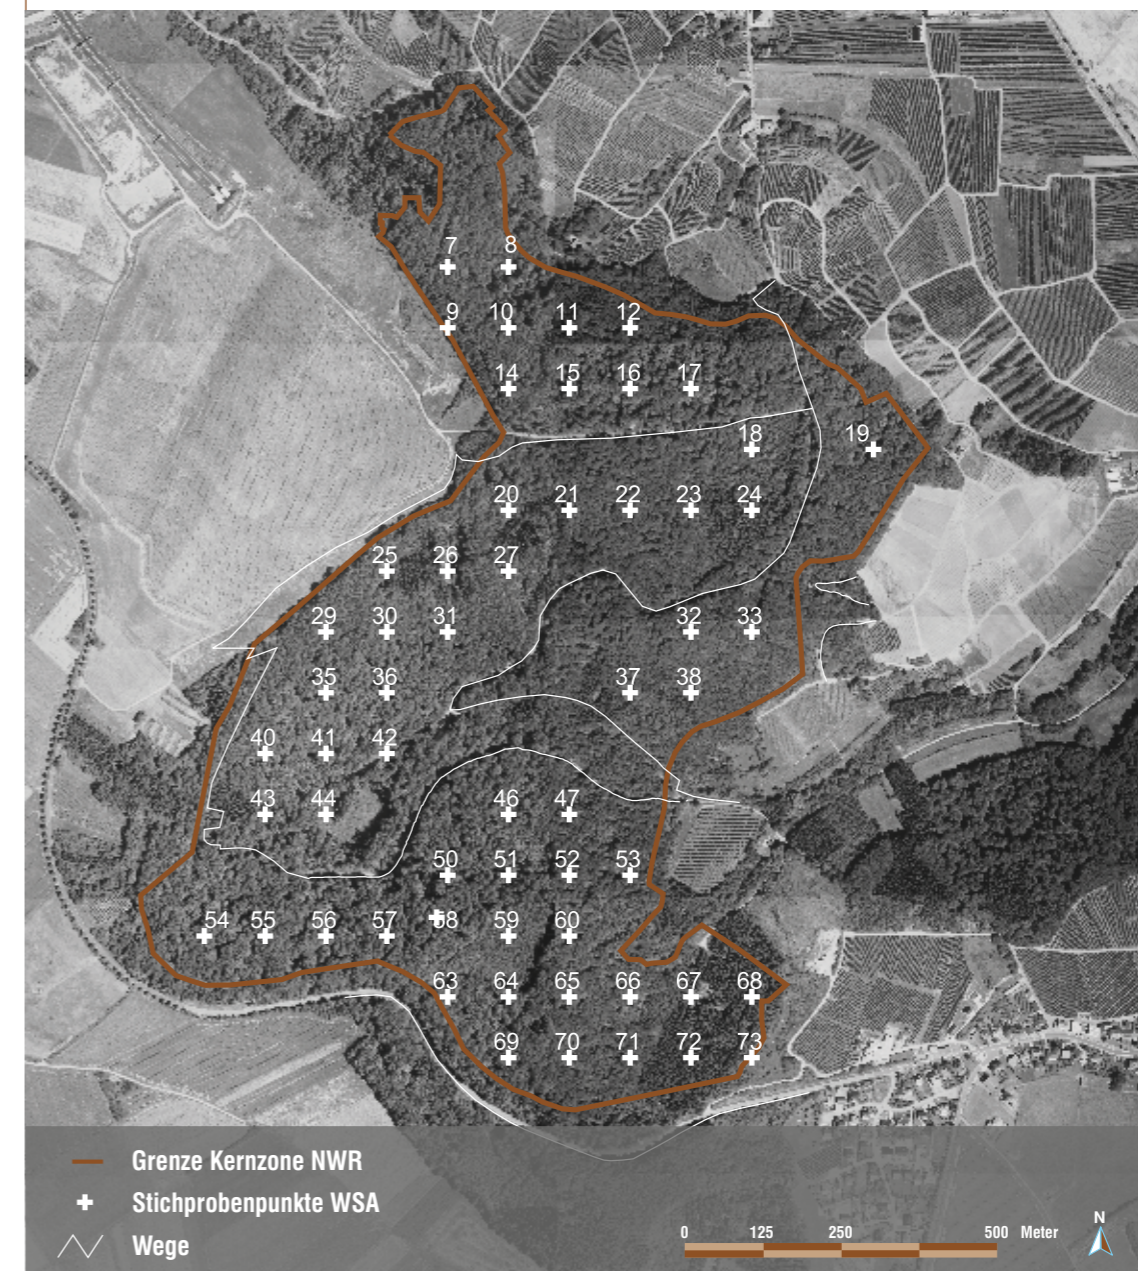 7 8
9 10 11 12
14 15 16 17
18 19
20 21 22 23 24
25 26 27
29 30 31 32 33
35 36 37 38
40 41 42
43 44 46 47
50 51 52 53
54 55 56 57 58 59 60
63 64 65 66 67 68
69 70 71 72 73
Grenze Kernzone NWR
Stichprobenpunkte WSA
Wege
0 125 250 500 Meter
N